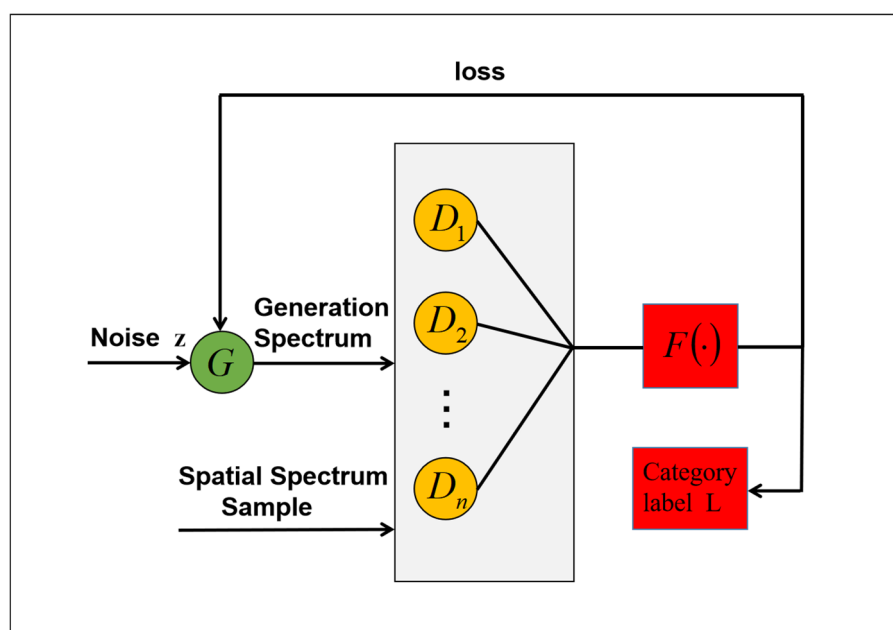 loss
D₁
Generation
Spectrum
Noise z
G
D₂
F(·)
⋮
Spatial Spectrum
Sample
Dₙ
Category
label L